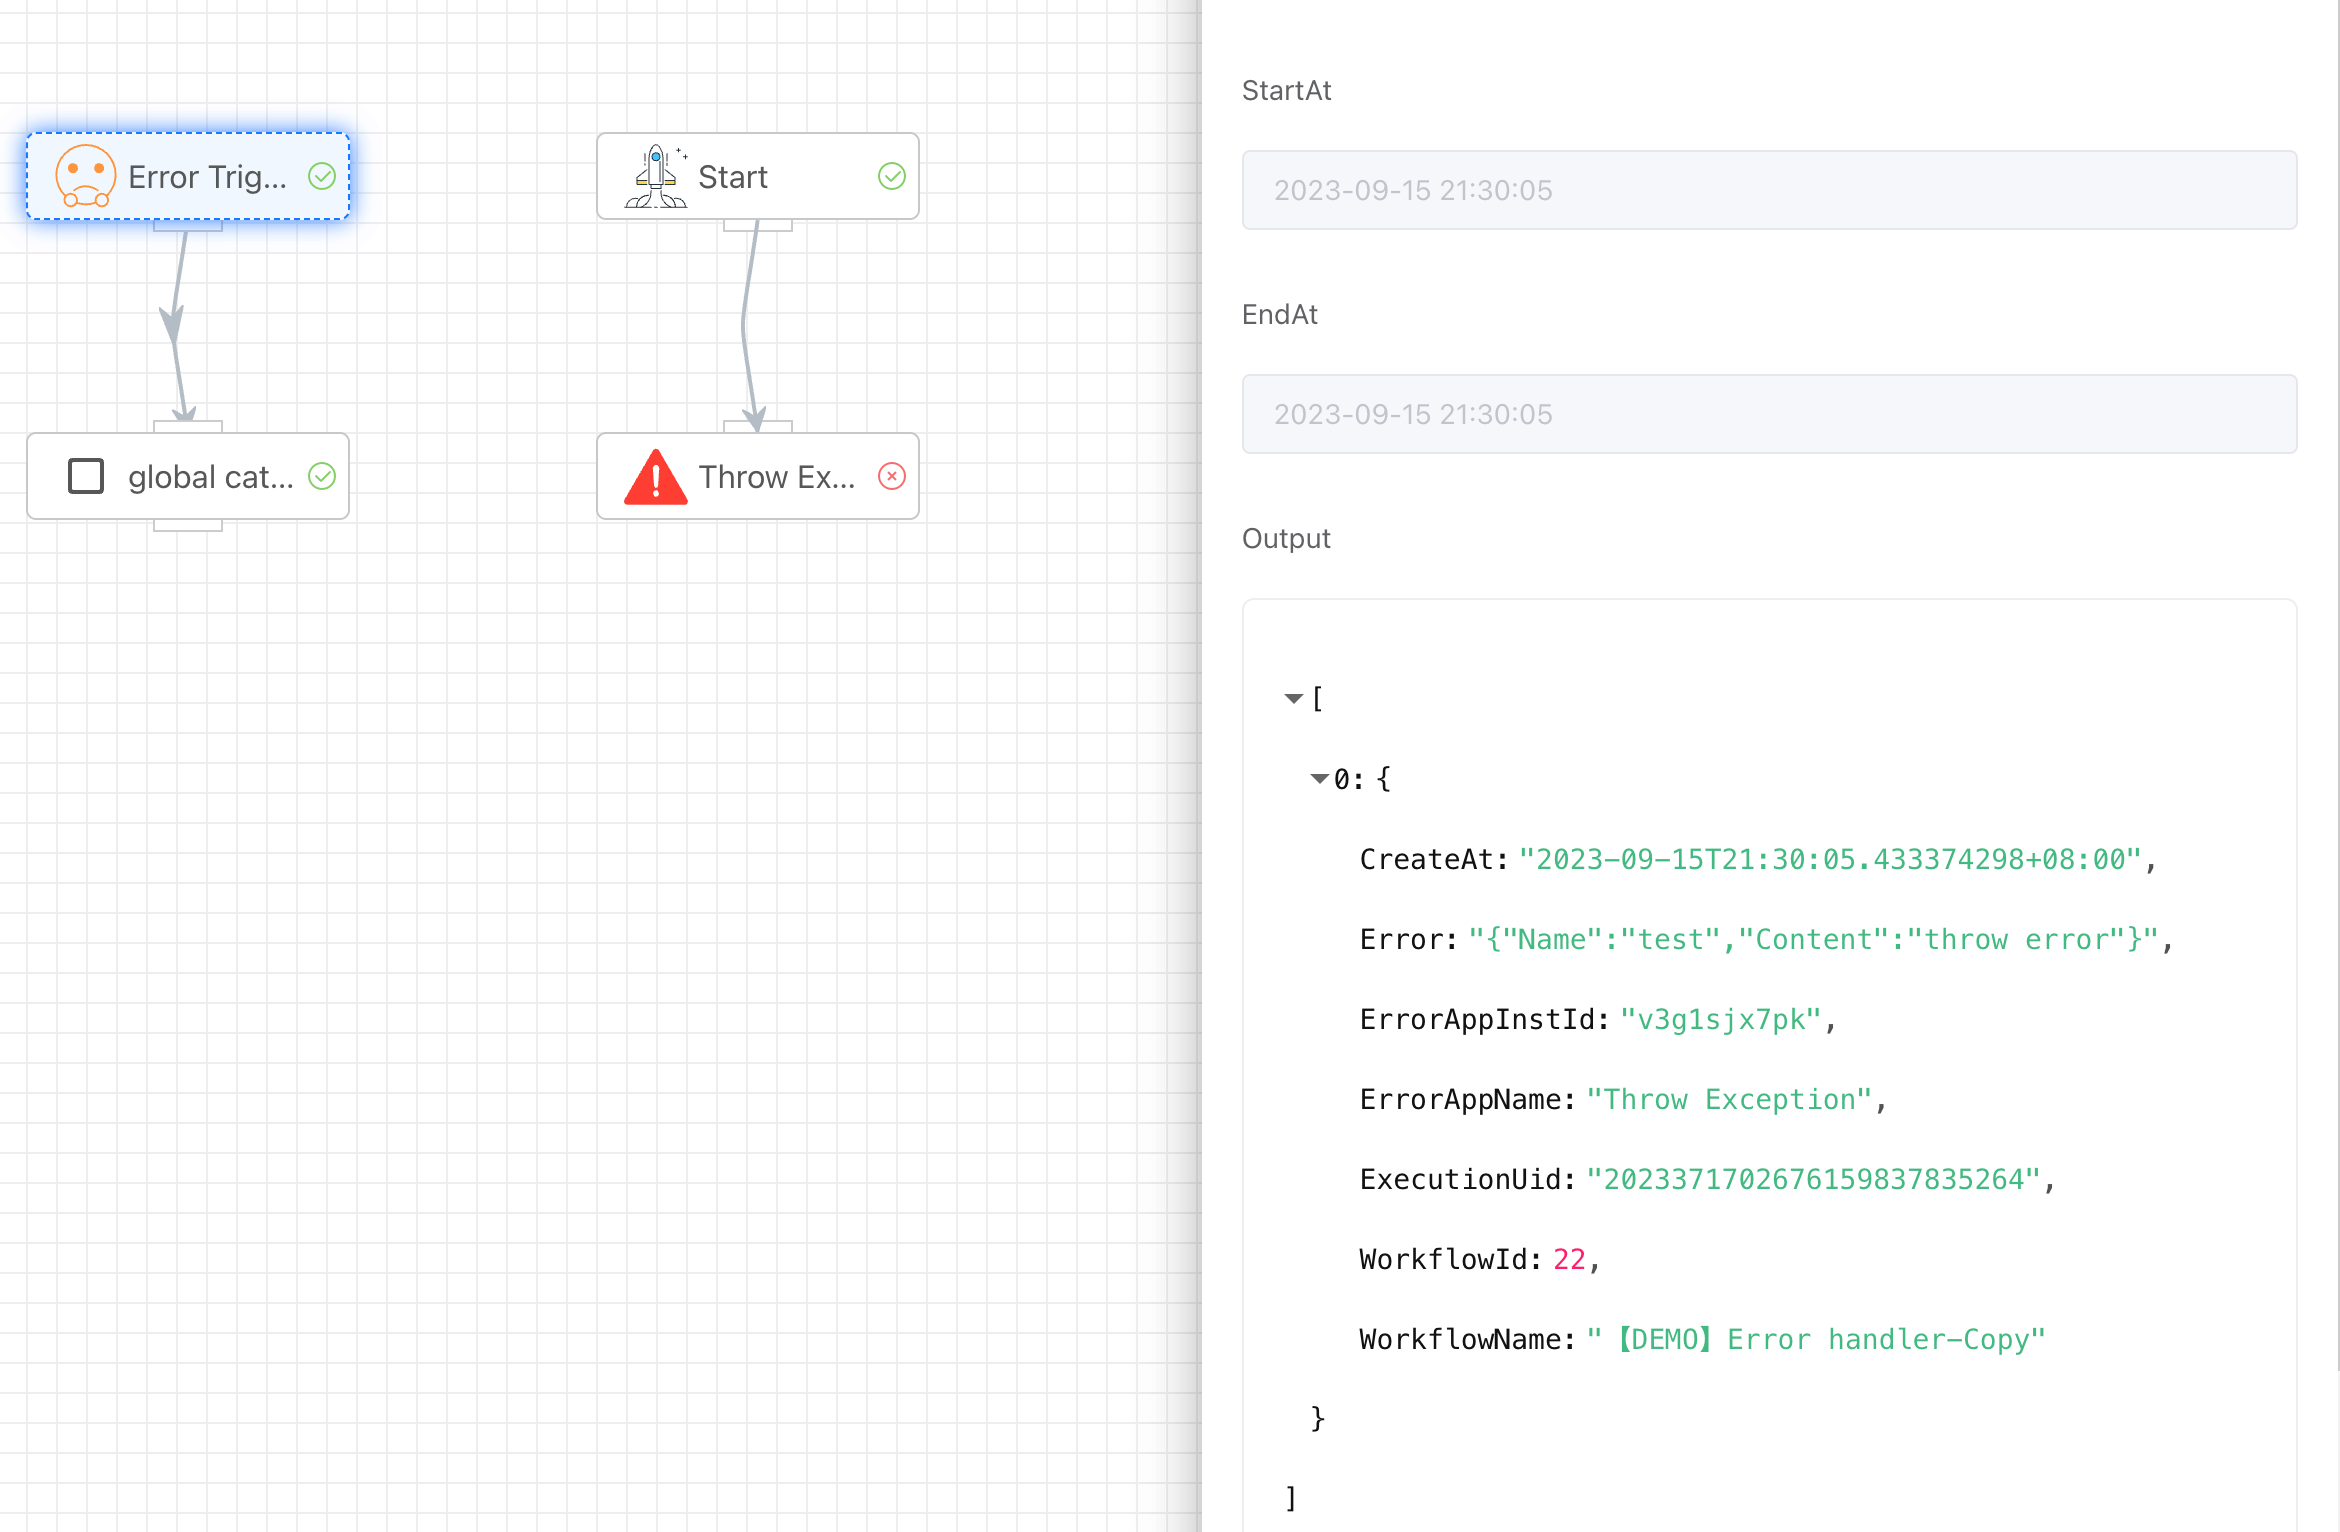 Error Trig...
Start
global cat...
Throw Ex...
StartAt
2023-09-15 21:30:05
EndAt
2023-09-15 21:30:05
Output
[
0: {
CreateAt: "2023-09-15T21:30:05.433374298+08:00",
Error: "{"Name":"test","Content":"throw error"}",
ErrorAppInstId: "v3g1sjx7pk",
ErrorAppName: "Throw Exception",
ExecutionUid: "2023371702676159837835264",
WorkflowId: 22,
WorkflowName: "【DEMO】Error handler-Copy"
}
]